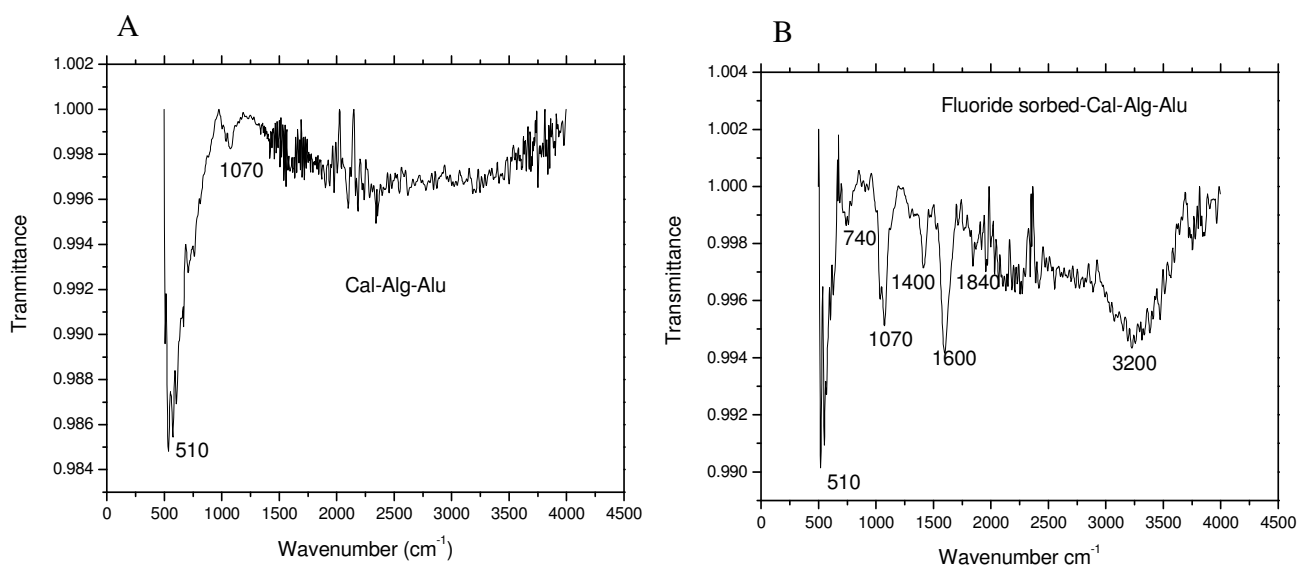 A
1.002
1.000
0.998
0.996
0.994
0.992
0.990
0.988
0.986
0.984
Tranmittance
1070
510
Cal-Alg-Alu
0 500 1000 1500 2000 2500 3000 3500 4000 4500
Wavenumber (cm-1)
B
1.004
1.002
1.000
0.998
0.996
0.994
0.992
0.990
Transmittance
Fluoride sorbed-Cal-Alg-Alu
740
1400
1840
1070
1600
3200
510
0 500 1000 1500 2000 2500 3000 3500 4000 4500
Wavenumber cm-1